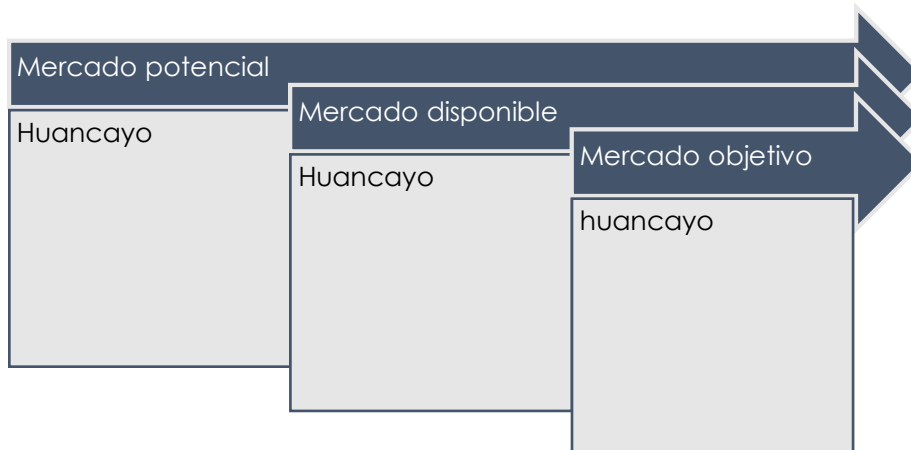 Mercado potencial
Huancayo
Mercado disponible
Huancayo
Mercado objetivo
huancayo